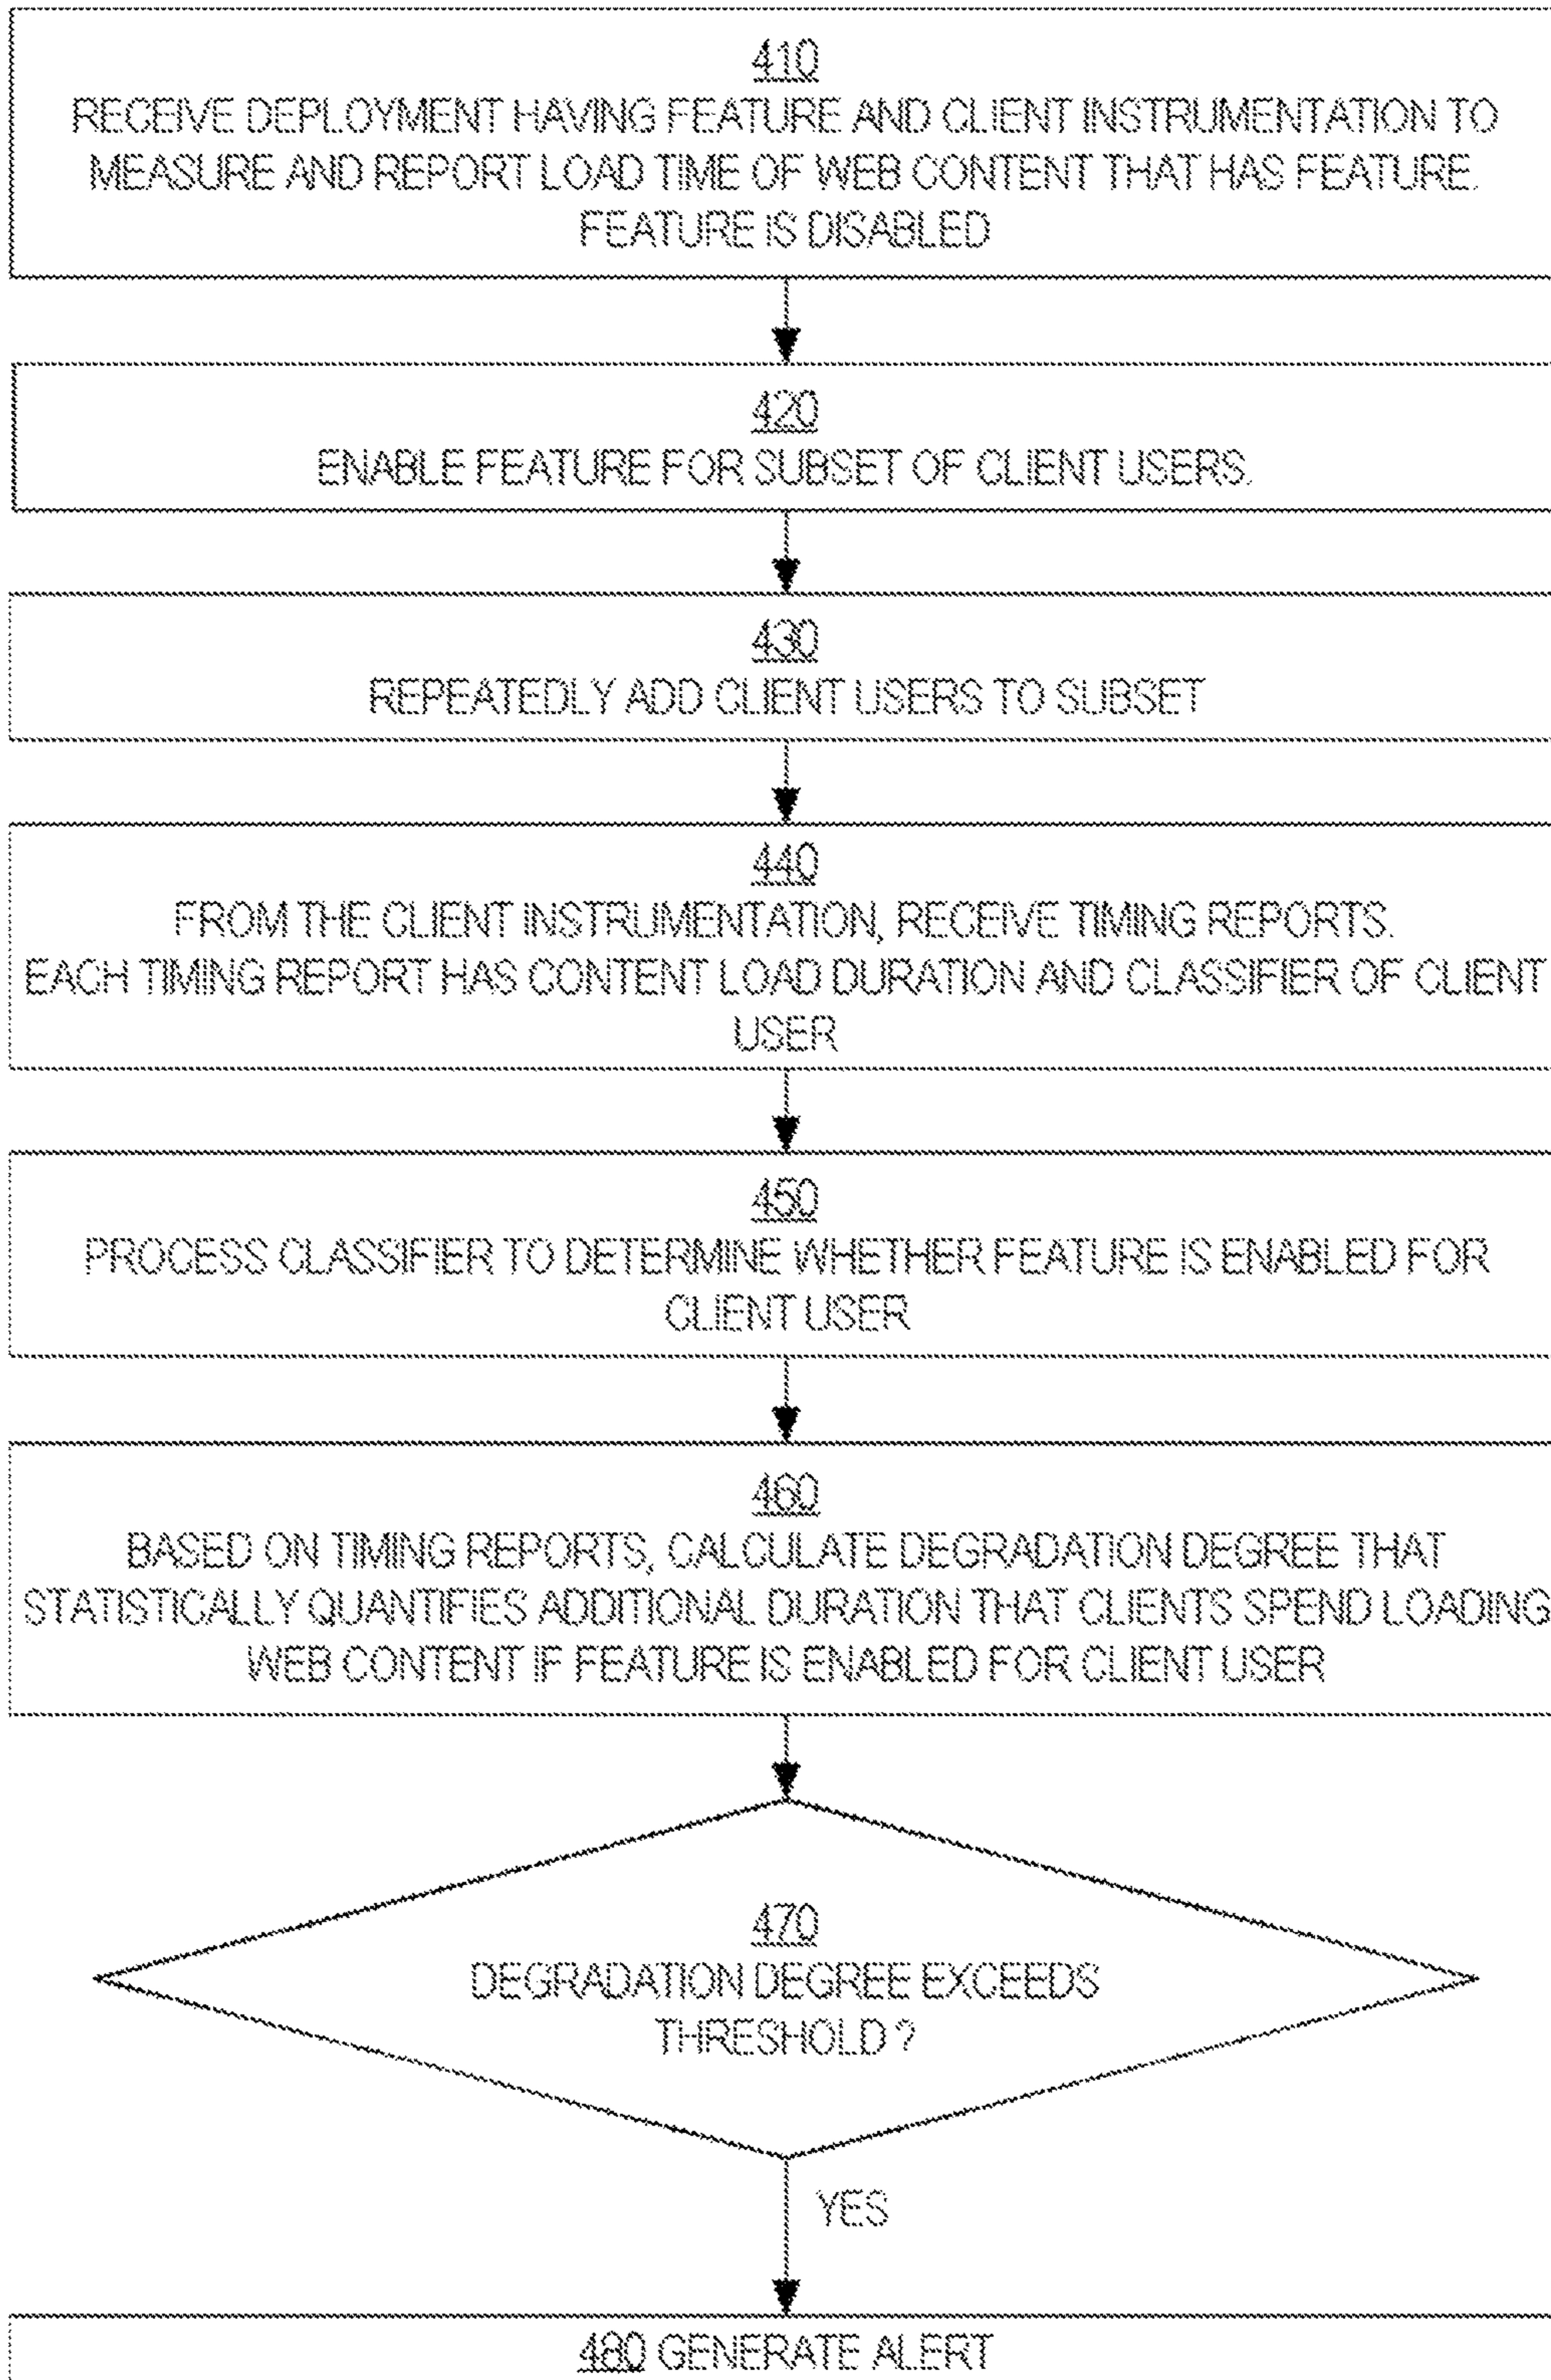 410
RECEIVE DEPLOYMENT HAVING FEATURE AND CLIENT INSTRUMENTATION TO
MEASURE AND REPORT LOAD TIME OF WEB CONTENT THAT HAS FEATURE.
FEATURE IS DISABLED
420
ENABLE FEATURE FOR SUBSET OF CLIENT USERS.
430
REPEATEDLY ADD CLIENT USERS TO SUBSET
440
FROM THE CLIENT INSTRUMENTATION, RECEIVE TIMING REPORTS.
EACH TIMING REPORT HAS CONTENT LOAD DURATION AND CLASSIFIER OF CLIENT
USER
450
PROCESS CLASSIFIER TO DETERMINE WHETHER FEATURE IS ENABLED FOR
CLIENT USER
460
BASED ON TIMING REPORTS, CALCULATE DEGRADATION DEGREE THAT
STATISTICALLY QUANTIFIES ADDITIONAL DURATION THAT CLIENTS SPEND LOADING
WEB CONTENT IF FEATURE IS ENABLED FOR CLIENT USER
470
DEGRADATION DEGREE EXCEEDS
THRESHOLD ?
YES
480 GENERATE ALERT